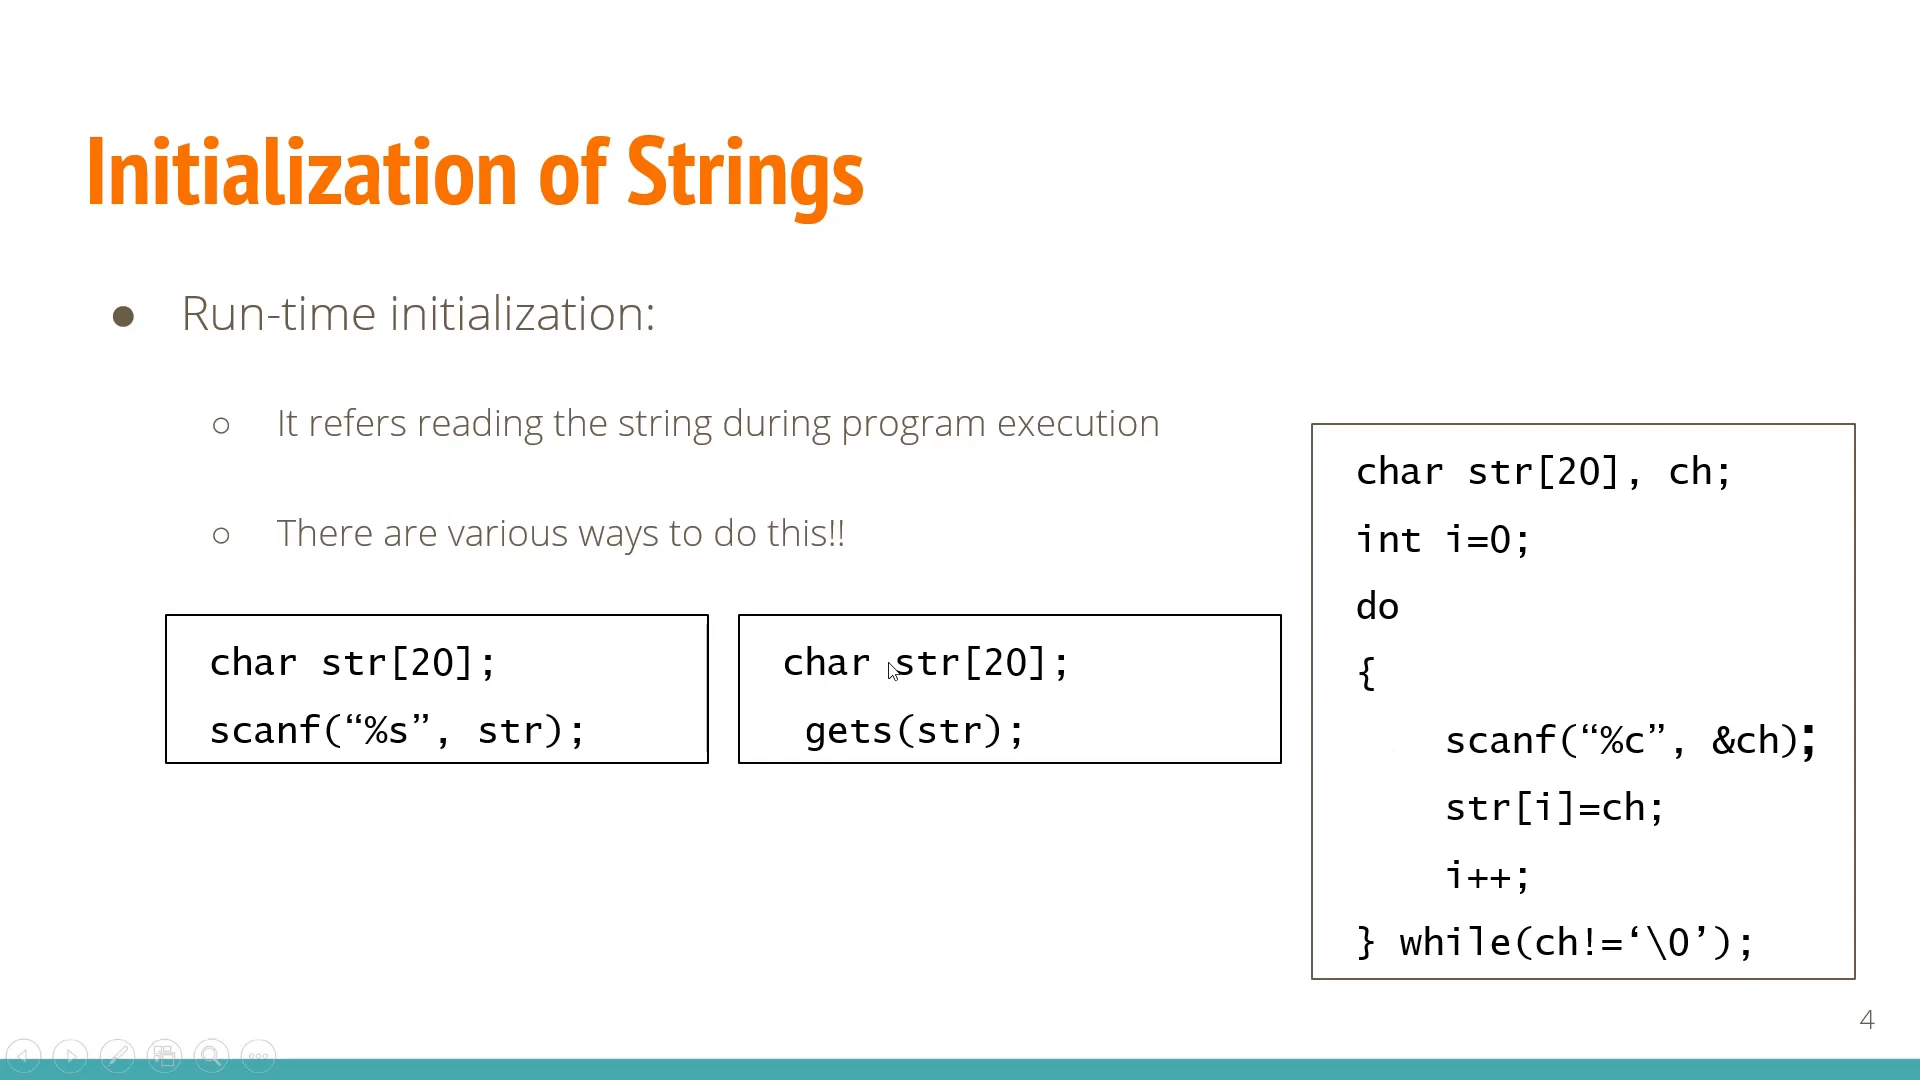 Initialization of Strings
● Run-time initialization:
○ It refers reading the string during program execution
○ There are various ways to do this!!
char str[20];
scanf(“%s”, str);
char str[20];
gets(str);
char str[20], ch;
int i=0;
do
{
scanf(“%c”, &ch);
str[i]=ch;
i++;
} while(ch!=‘\0’);
4